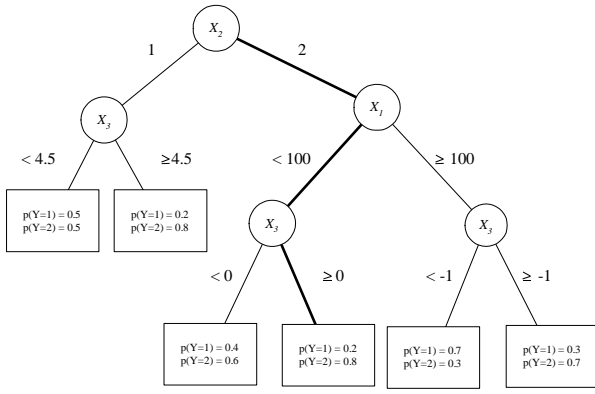 X2
1
2
X3
X1
< 4.5
≥4.5
< 100
≥ 100
p(Y=1) = 0.5
p(Y=2) = 0.5
p(Y=1) = 0.2
p(Y=2) = 0.8
X3
X3
< 0
≥ 0
< -1
≥ -1
p(Y=1) = 0.4
p(Y=2) = 0.6
p(Y=1) = 0.2
p(Y=2) = 0.8
p(Y=1) = 0.7
p(Y=2) = 0.3
p(Y=1) = 0.3
p(Y=2) = 0.7